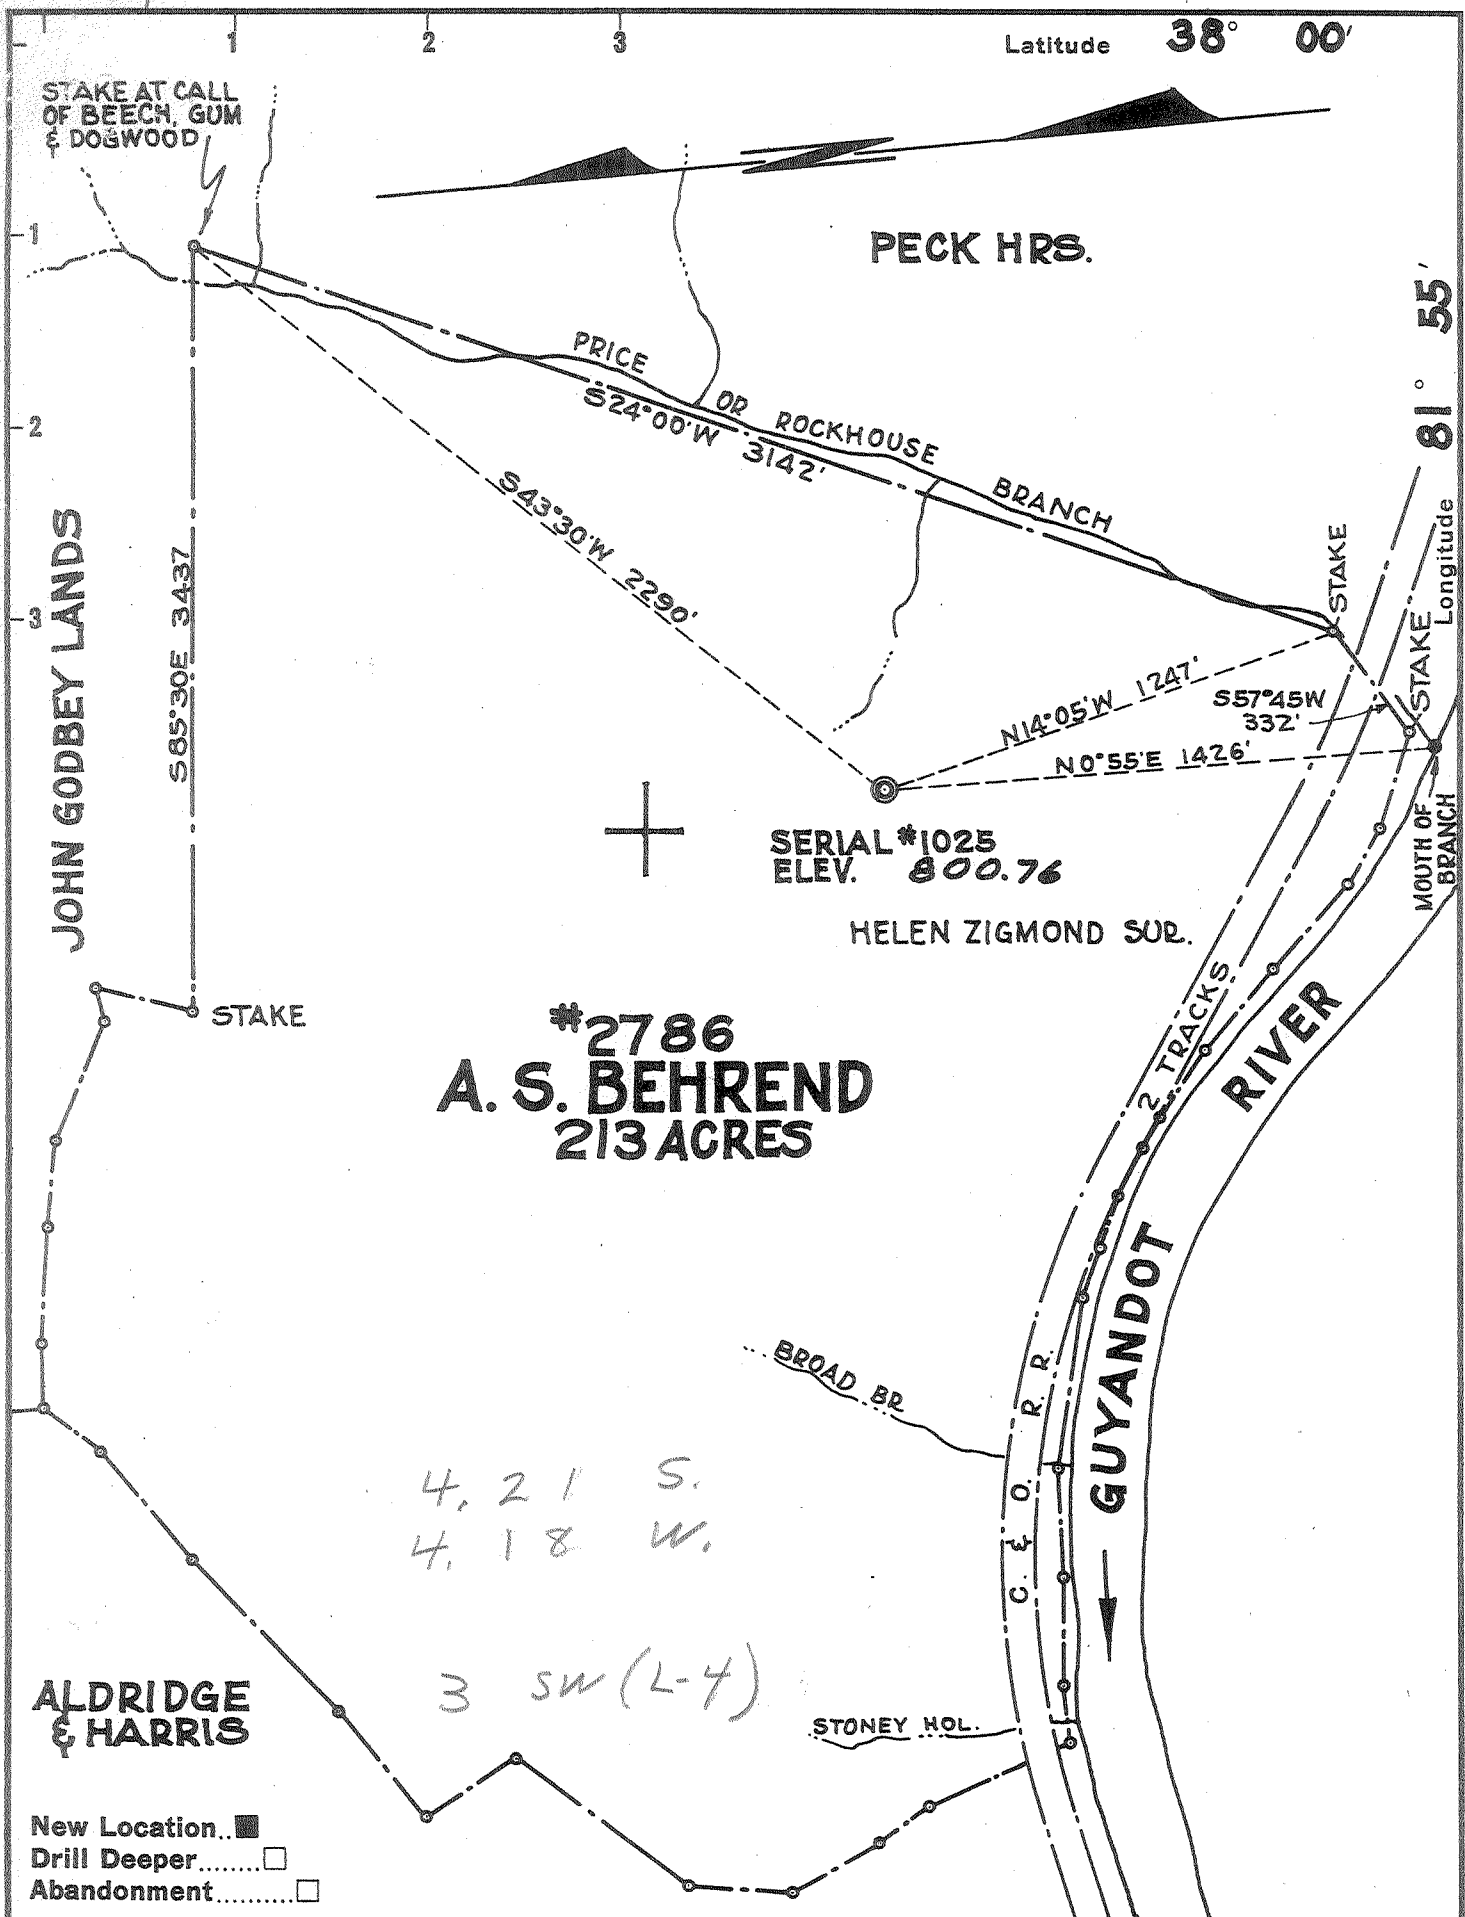 1
2
3
Latitude 38° 00'
STAKE AT CALL
OF BEECH, GUM
& DOGWOOD
1
2
3
PECK HRS.
81° 55'
Longitude
PRICE OR ROCKHOUSE BRANCH
S24°00'W 3142'
S43°30'W 2290'
JOHN GODBEY LANDS
S85°30E 3437
STAKE
STAKE
N14°05'W 1247'
S57°45W
332'
N0°55'E 1426'
MOUTH OF
BRANCH
SERIAL #1025
ELEV. 800.76
HELEN ZIGMOND SUR.
STAKE
#2786
A. S. BEHREND
213 ACRES
2 TRACKS
GUYANDOT RIVER
C. & O. R. R.
BROAD BR
4.21 S.
4.18 W.
3 SW (L-4)
ALDRIDGE
& HARRIS
STONEY HOL.
New Location..■
Drill Deeper........□
Abandonment..........□